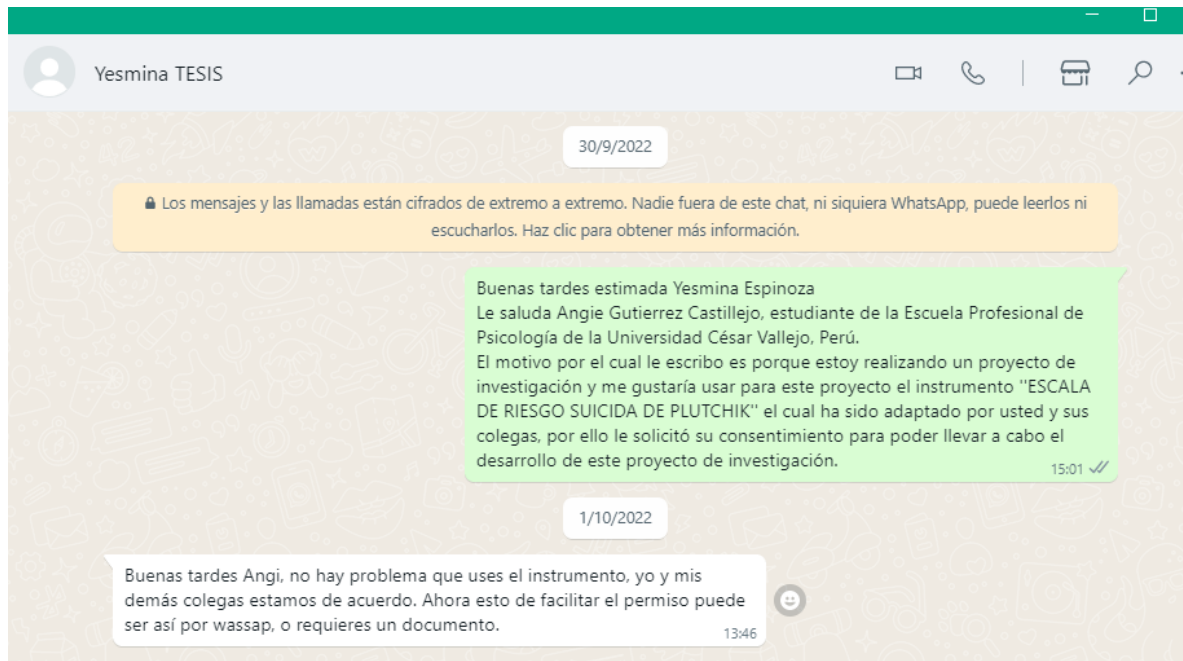 Yesmina TESIS
30/9/2022
Los mensajes y las llamadas están cifrados de extremo a extremo. Nadie fuera de este chat, ni siquiera WhatsApp, puede leerlos ni
escucharlos. Haz clic para obtener más información.
Buenas tardes estimada Yesmina Espinoza
Le saluda Angie Gutierrez Castillejo, estudiante de la Escuela Profesional de
Psicología de la Universidad César Vallejo, Perú.
El motivo por el cual le escribo es porque estoy realizando un proyecto de
investigación y me gustaría usar para este proyecto el instrumento ''ESCALA
DE RIESGO SUICIDA DE PLUTCHIK'' el cual ha sido adaptado por usted y sus
colegas, por ello le solicitó su consentimiento para poder llevar a cabo el
desarrollo de este proyecto de investigación.
15:01
1/10/2022
Buenas tardes Angi, no hay problema que uses el instrumento, yo y mis
demás colegas estamos de acuerdo. Ahora esto de facilitar el permiso puede
ser así por wassap, o requieres un documento.
13:46